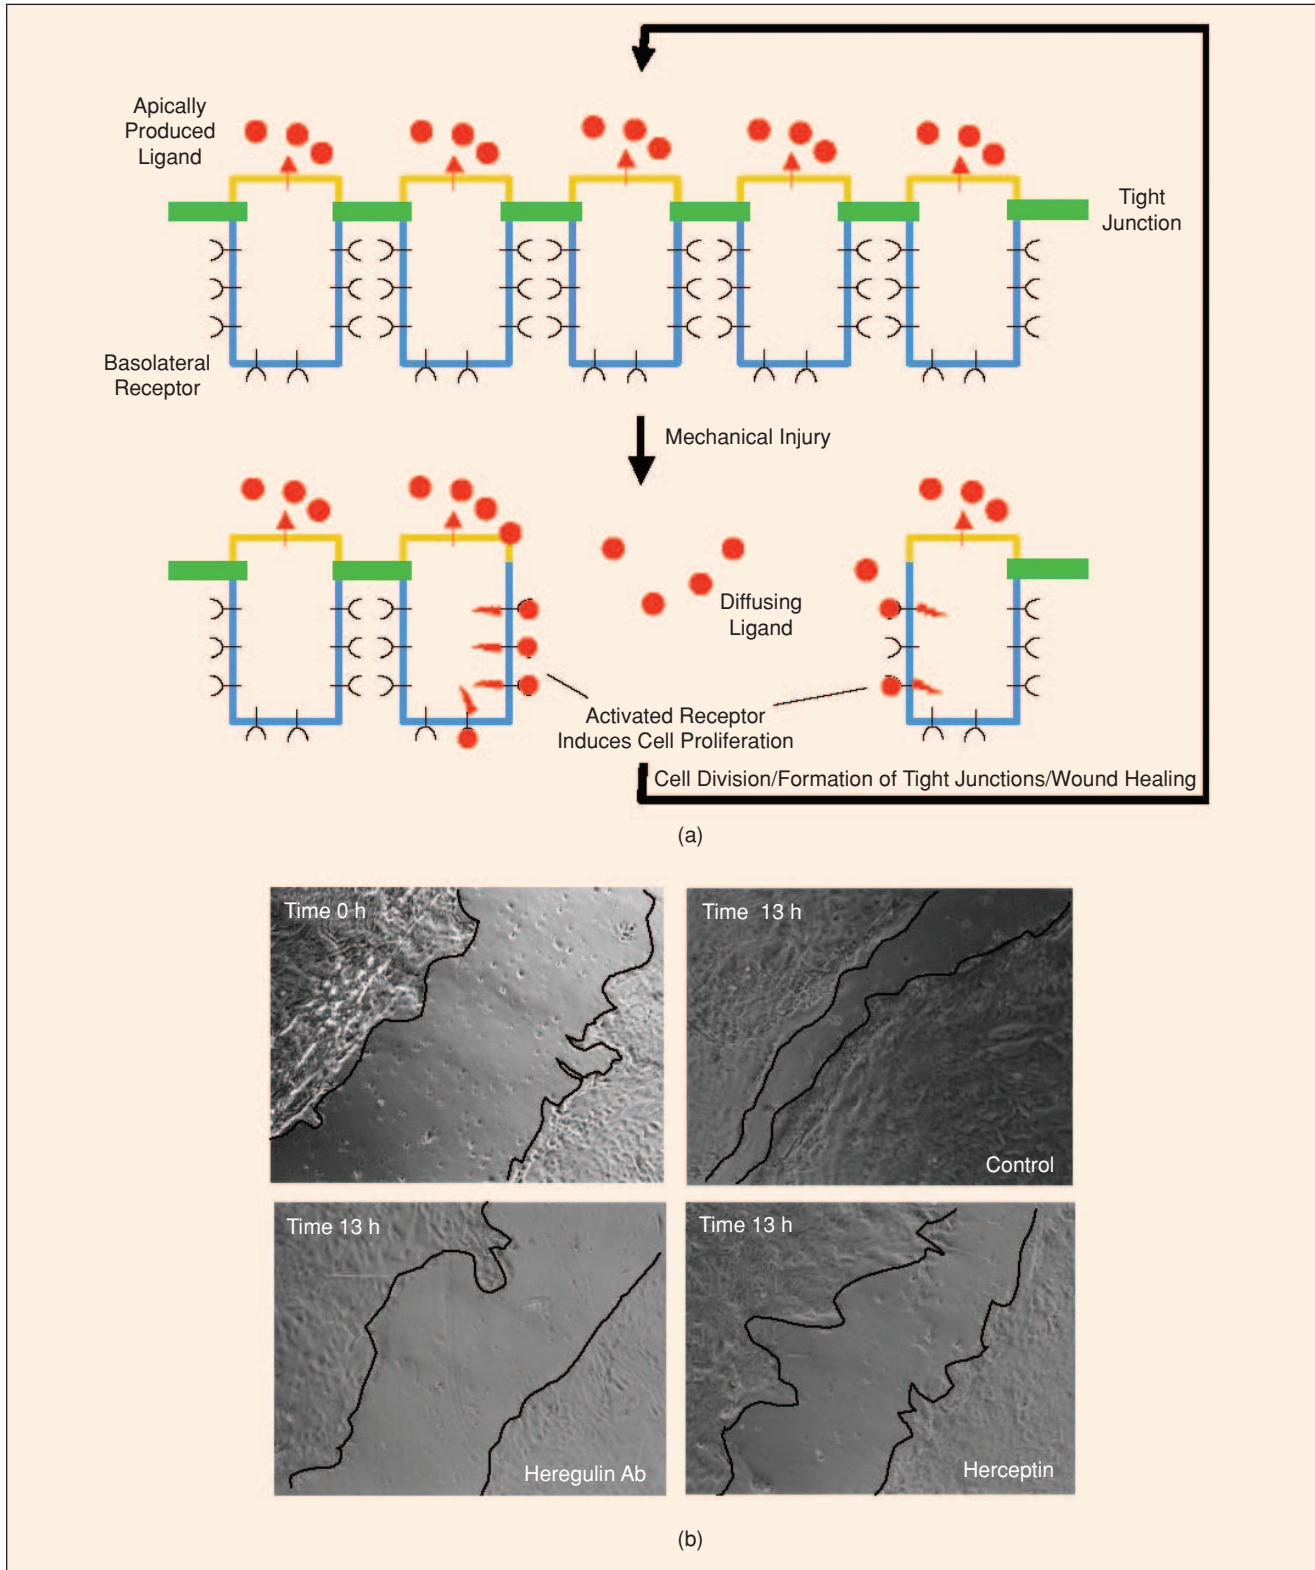 Apically
Produced
Ligand
Tight
Junction
Basolateral
Receptor
Mechanical Injury
Diffusing
Ligand
Activated Receptor
Induces Cell Proliferation
Cell Division/Formation of Tight Junctions/Wound Healing
(a)
Time 0 h
Time 13 h
Control
Time 13 h
Heregulin Ab
Time 13 h
Herceptin
(b)